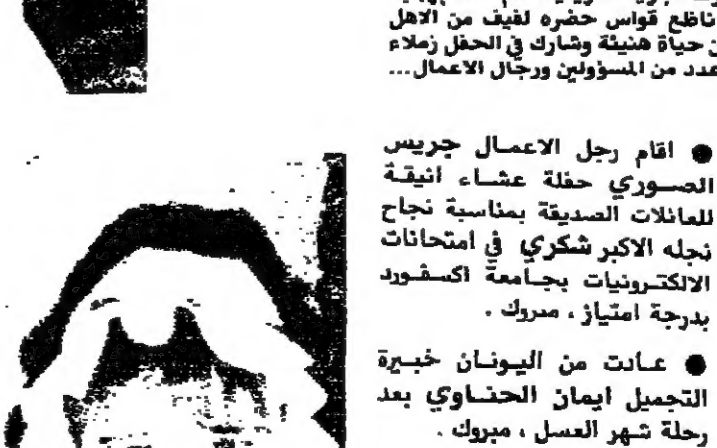 ناظع قواس حضره لفيف من الاهل
حياة هنيئة وشارك في الحفل زملاء
عدد من المسؤولين ورجال الاعمال...
● اقام رجل الاعمال جريس
الصوري حفلة عشاء انيقة
للعائلات الصديقة بمناسبة نجاح
نجله الاكبر شكري في امتحانات
الالكترونيات بجامعة اكسفورد
بدرجة امتياز ، مبروك .
● عادت من اليونان خبيرة
التجميل ايمان الحناوي بعد
رحلة شهر العسل ، مبروك .